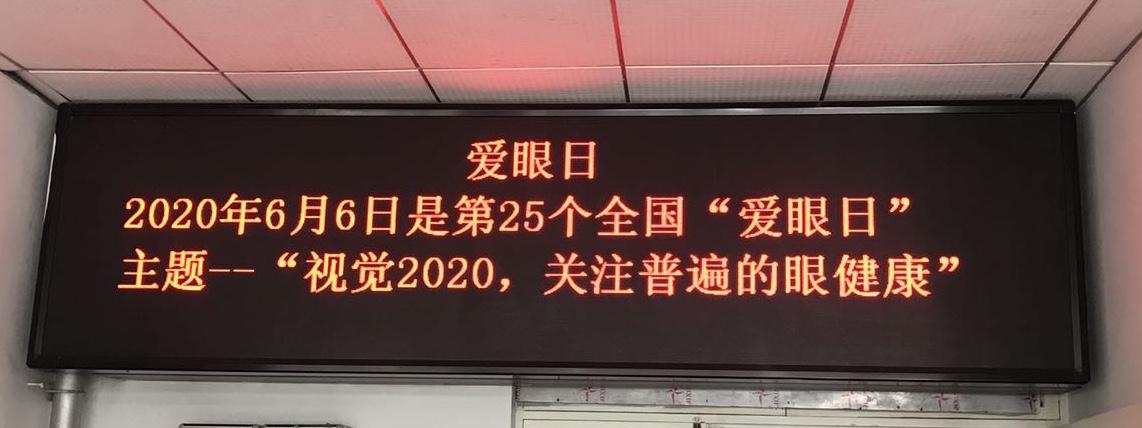 爱眼日
2020年6月6日是第25个全国“爱眼日”
主题--“视觉2020，关注普遍的眼健康”